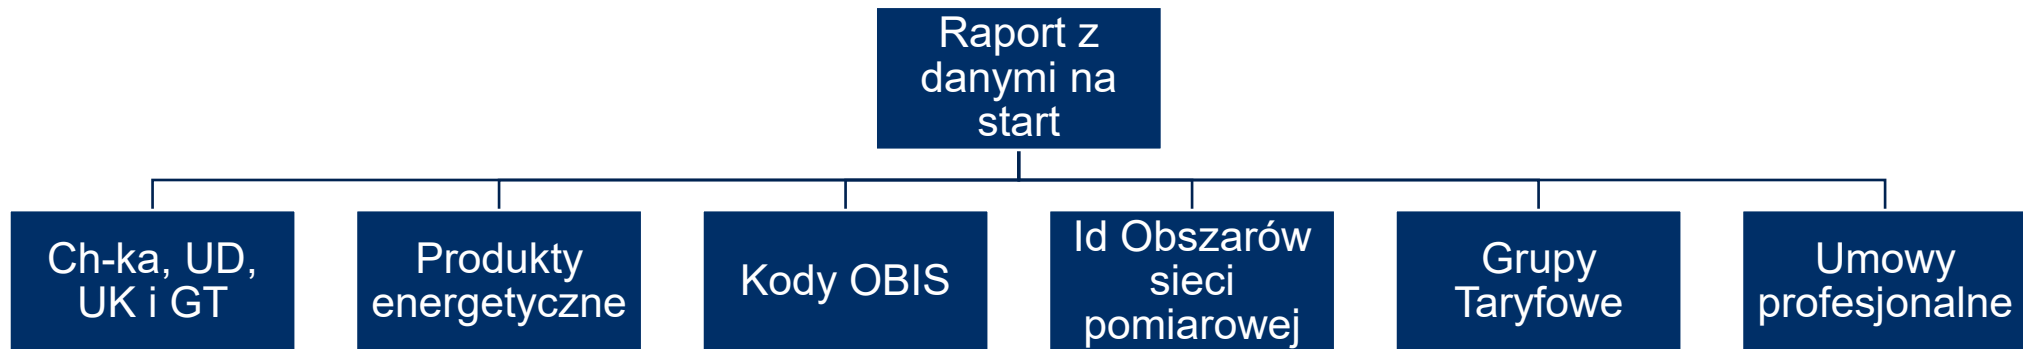 Raport z
danymi na
start
Ch-ka, UD,
UK i GT
Produkty
energetyczne
Kody OBIS
Id Obszarów
sieci
pomiarowej
Grupy
Taryfowe
Umowy
profesjonalne